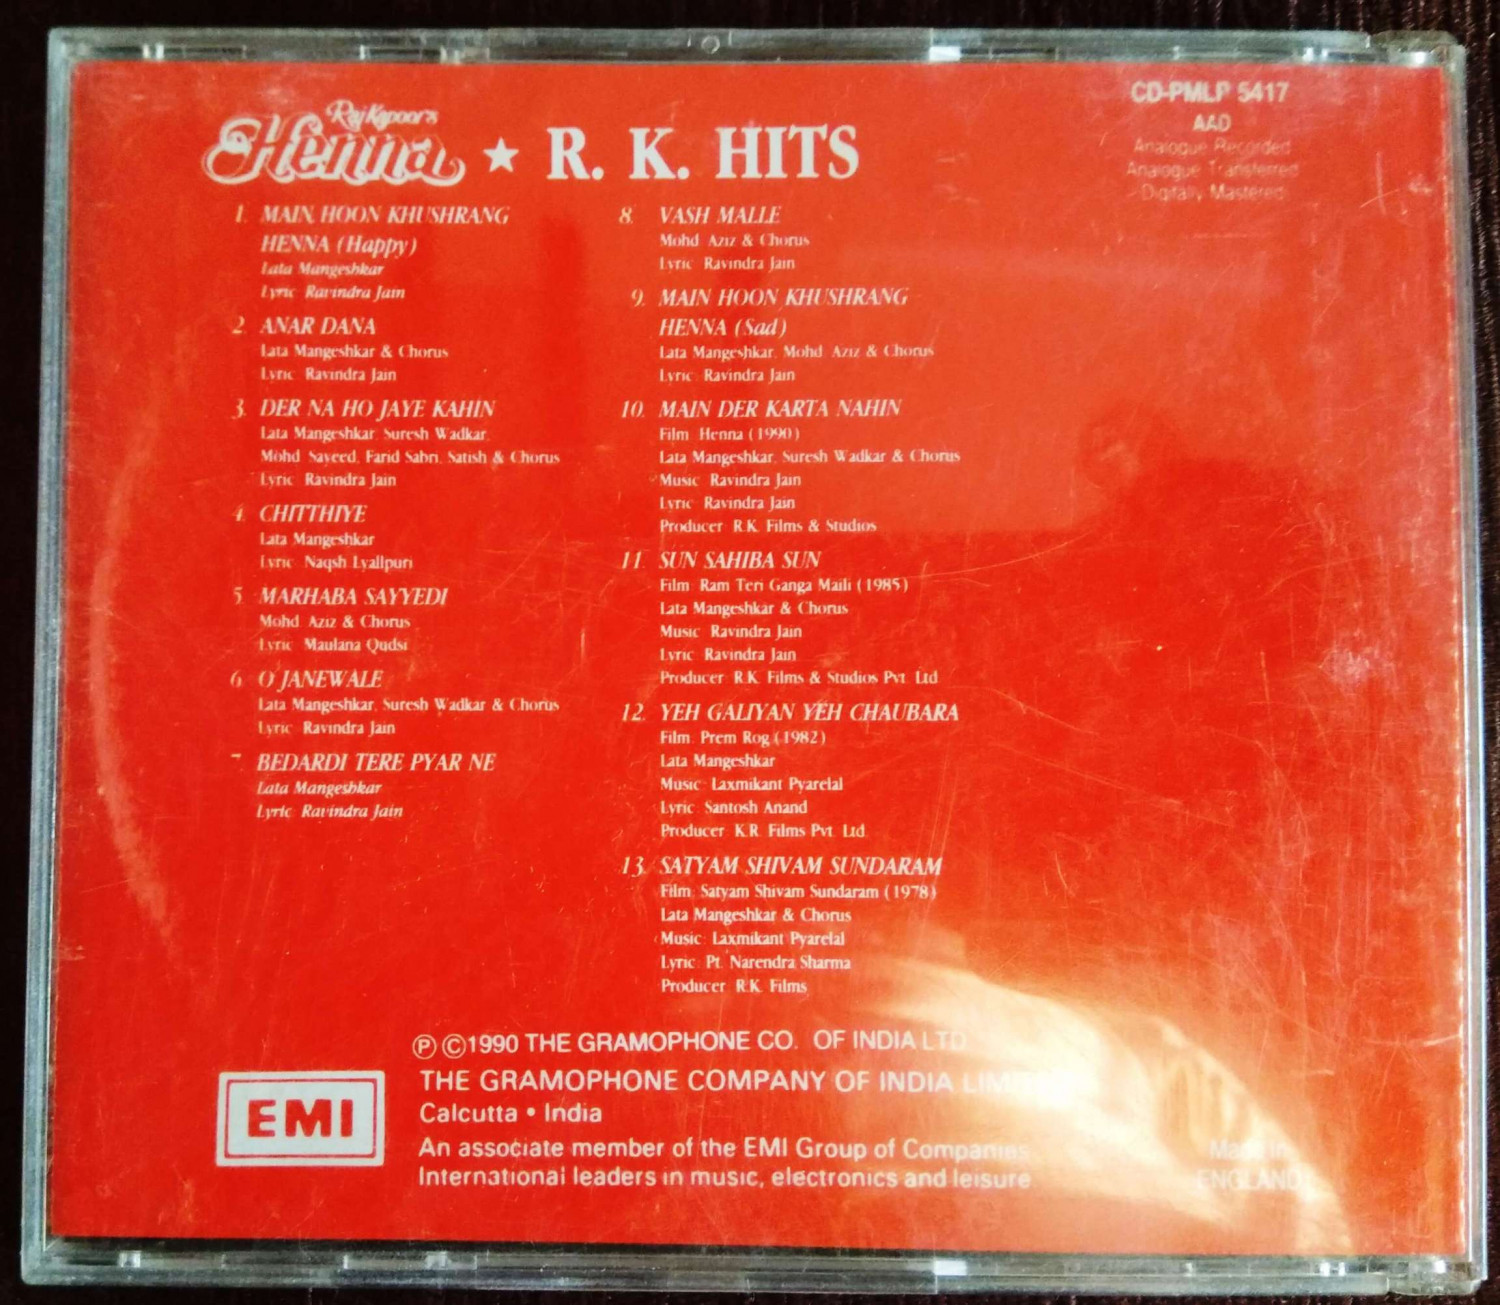 Raj Kapoor's
Henna ★ R. K. HITS
CD-PMLP 5417
AAD
Analogue Recorded
Analogue Transferred
Digitally Mastered
1. MAIN HOON KHUSHRANG
HENNA (Happy)
Lata Mangeshkar
Lyric: Ravindra Jain
2. ANAR DANA
Lata Mangeshkar & Chorus
Lyric: Ravindra Jain
3. DER NA HO JAYE KAHIN
Lata Mangeshkar, Suresh Wadkar,
Mohd. Sayeed, Farid Sabri, Satish & Chorus
Lyric: Ravindra Jain
4. CHITTHIYE
Lata Mangeshkar
Lyric: Naqsh Lyallpuri
5. MARHABA SAYYEDI
Mohd. Aziz & Chorus
Lyric: Maulana Qudsi
6. O JANEWALE
Lata Mangeshkar, Suresh Wadkar & Chorus
Lyric: Ravindra Jain
7. BEDARDI TERE PYAR NE
Lata Mangeshkar
Lyric: Ravindra Jain
8. VASH MALLE
Mohd. Aziz & Chorus
Lyric: Ravindra Jain
9. MAIN HOON KHUSHRANG
HENNA (Sad)
Lata Mangeshkar, Mohd. Aziz & Chorus
Lyric: Ravindra Jain
10. MAIN DER KARTA NAHIN
Film: Henna (1990)
Lata Mangeshkar, Suresh Wadkar & Chorus
Music: Ravindra Jain
Lyric: Ravindra Jain
Producer: R.K. Films & Studios
11. SUN SAHIBA SUN
Film: Ram Teri Ganga Maili (1985)
Lata Mangeshkar & Chorus
Music: Ravindra Jain
Lyric: Ravindra Jain
Producer: R.K. Films & Studios Pvt. Ltd.
12. YEH GALIYAN YEH CHAUBARA
Film: Prem Rog (1982)
Lata Mangeshkar
Music: Laxmikant Pyarelal
Lyric: Santosh Anand
Producer: K.R. Films Pvt. Ltd.
13. SATYAM SHIVAM SUNDARAM
Film: Satyam Shivam Sundaram (1978)
Lata Mangeshkar & Chorus
Music: Laxmikant Pyarelal
Lyric: Pt. Narendra Sharma
Producer: R.K. Films
Ⓟ ©1990 THE GRAMOPHONE CO. OF INDIA LTD
EMI
THE GRAMOPHONE COMPANY OF INDIA LIMITED
Calcutta • India
An associate member of the EMI Group of Companies
International leaders in music, electronics and leisure
Made in
ENGLAND